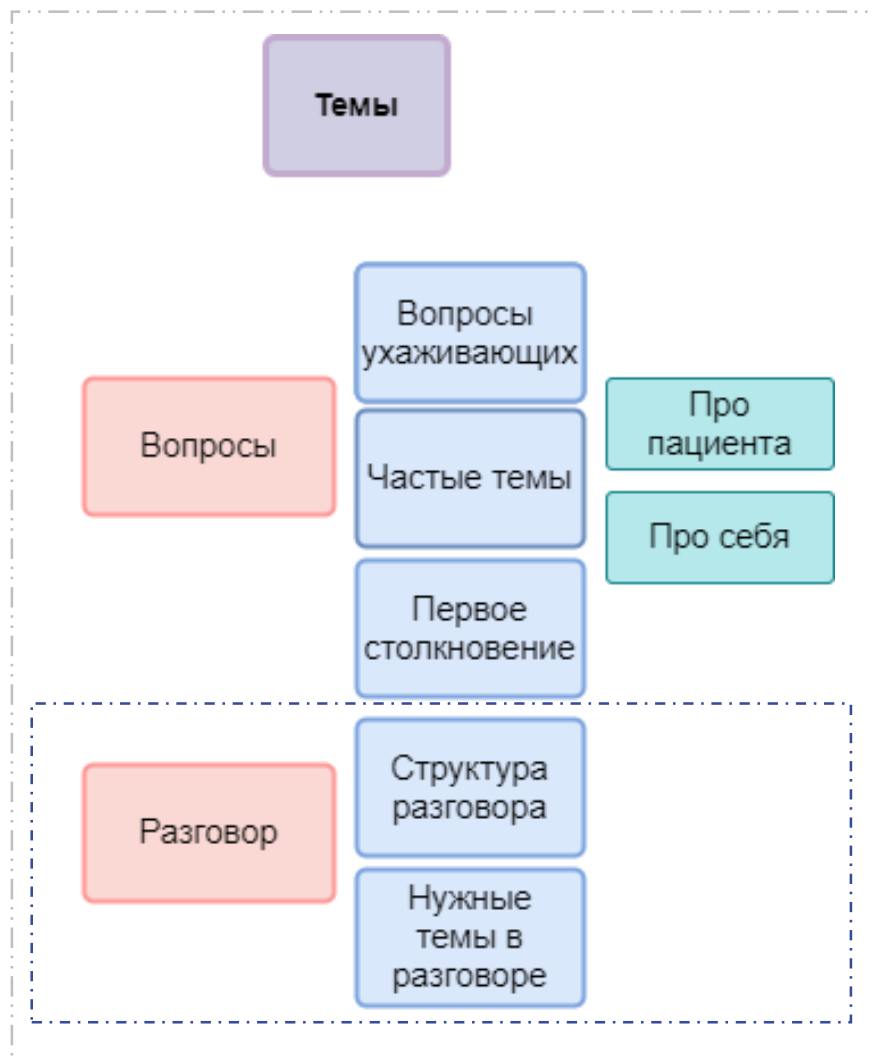 Темы
Вопросы
Вопросы
ухаживающих
Частые темы
Первое
столкновение
Про
пациента
Про себя
Разговор
Структура
разговора
Нужные
темы в
разговоре